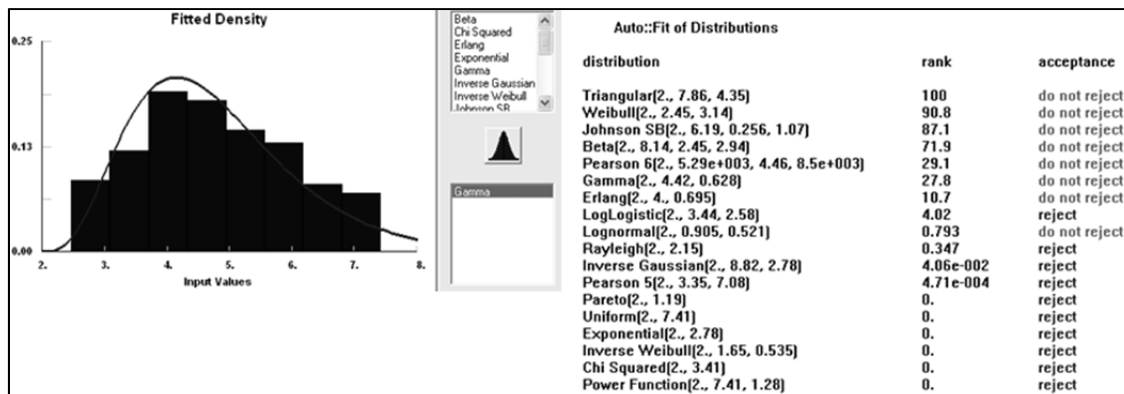 Fitted Density
0.25
0.13
0.00
2. 3. 4. 5. 6. 7. 8.
Input Values
Beta
Chi Squared
Erlang
Exponential
Gamma
Inverse Gaussian
Inverse Weibull
Johnson SB
Gamma
Auto::Fit of Distributions
distribution rank acceptance
Triangular(2., 7.86, 4.35) 100 do not reject
Weibull(2., 2.45, 3.14) 90.8 do not reject
Johnson SB(2., 6.19, 0.256, 1.07) 87.1 do not reject
Beta(2., 8.14, 2.45, 2.94) 71.9 do not reject
Pearson 6(2., 5.29e+003, 4.46, 8.5e+003) 29.1 do not reject
Gamma(2., 4.42, 0.628) 27.8 do not reject
Erlang(2., 4., 0.695) 10.7 do not reject
LogLogistic(2., 3.44, 2.58) 4.02 reject
Lognormal(2., 0.905, 0.521) 0.793 do not reject
Rayleigh(2., 2.15) 0.347 reject
Inverse Gaussian(2., 8.82, 2.78) 4.06e-002 reject
Pearson 5(2., 3.35, 7.08) 4.71e-004 reject
Pareto(2., 1.19) 0. reject
Uniform(2., 7.41) 0. reject
Exponential(2., 2.78) 0. reject
Inverse Weibull(2., 1.65, 0.535) 0. reject
Chi Squared(2., 3.41) 0. reject
Power Function(2., 7.41, 1.28) 0. reject